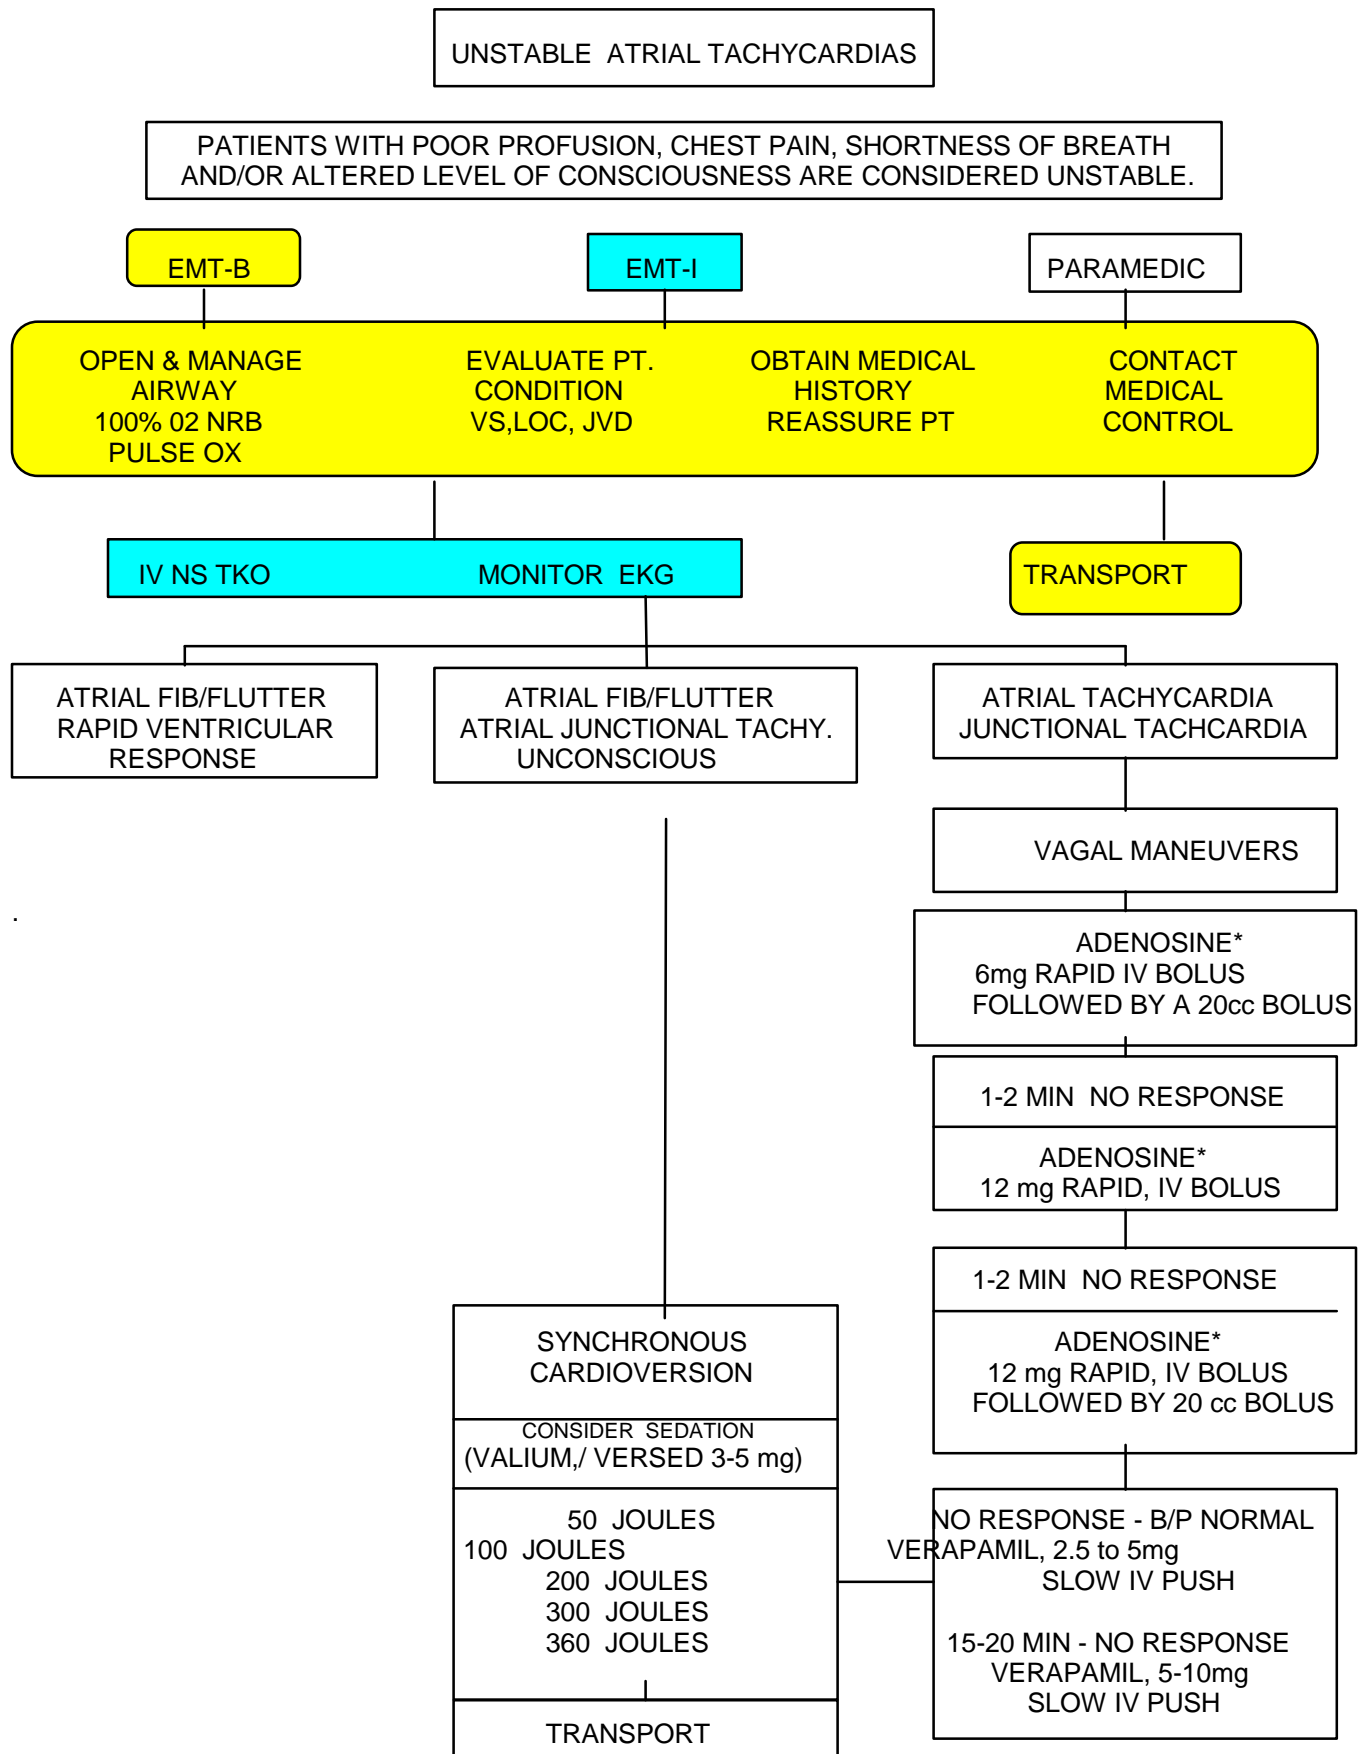 UNSTABLE ATRIAL TACHYCARDIAS
PATIENTS WITH POOR PROFUSION, CHEST PAIN, SHORTNESS OF BREATH
AND/OR ALTERED LEVEL OF CONSCIOUSNESS ARE CONSIDERED UNSTABLE.
EMT-B
EMT-I
PARAMEDIC
OPEN & MANAGE
AIRWAY
100% 02 NRB
PULSE OX
EVALUATE PT.
CONDITION
VS,LOC, JVD
OBTAIN MEDICAL
HISTORY
REASSURE PT
CONTACT
MEDICAL
CONTROL
IV NS TKO
MONITOR EKG
TRANSPORT
ATRIAL FIB/FLUTTER
RAPID VENTRICULAR
RESPONSE
ATRIAL FIB/FLUTTER
ATRIAL JUNCTIONAL TACHY.
UNCONSCIOUS
ATRIAL TACHYCARDIA
JUNCTIONAL TACHCARDIA
VAGAL MANEUVERS
.
ADENOSINE*
6mg RAPID IV BOLUS
FOLLOWED BY A 20cc BOLUS
1-2 MIN NO RESPONSE
ADENOSINE*
12 mg RAPID, IV BOLUS
1-2 MIN NO RESPONSE
ADENOSINE*
12 mg RAPID, IV BOLUS
FOLLOWED BY 20 cc BOLUS
SYNCHRONOUS
CARDIOVERSION
CONSIDER SEDATION
(VALIUM,/ VERSED 3-5 mg)
50 JOULES
100 JOULES
200 JOULES
300 JOULES
360 JOULES
TRANSPORT
NO RESPONSE - B/P NORMAL
VERAPAMIL, 2.5 to 5mg
SLOW IV PUSH
15-20 MIN - NO RESPONSE
VERAPAMIL, 5-10mg
SLOW IV PUSH